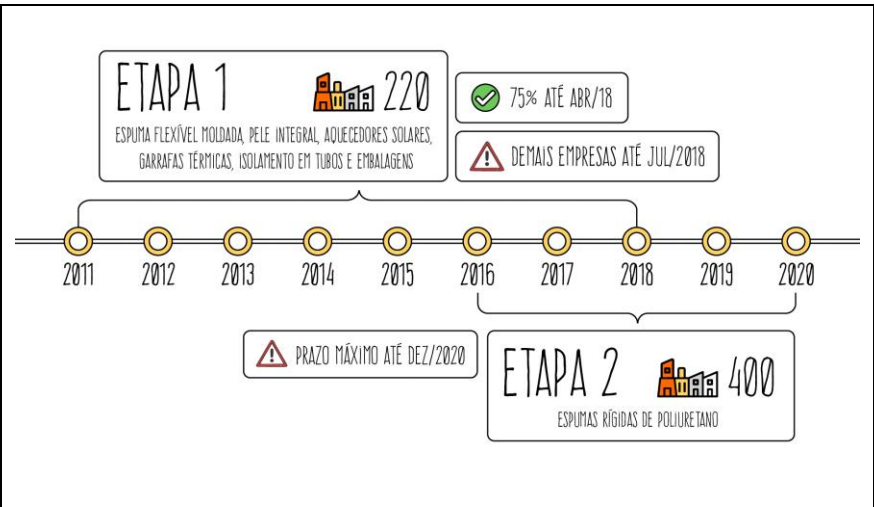 ETAPA 1
220
ESPUMA FLEXÍVEL MOLDADA, PELE INTEGRAL, AQUECEDORES SOLARES,
GARRAFAS TÉRMICAS, ISOLAMENTO EM TUBOS E EMBALAGENS
75% ATÉ ABR/18
DEMAIS EMPRESAS ATÉ JUL/2018
2011
2012
2013
2014
2015
2016
2017
2018
2019
2020
PRAZO MÁXIMO ATÉ DEZ/2020
ETAPA 2
400
ESPUMAS RÍGIDAS DE POLIURETANO